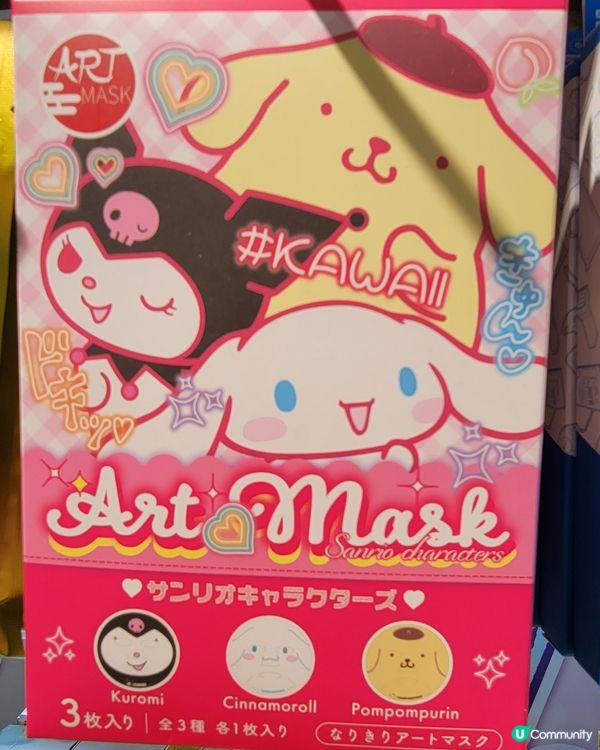 ART
MASK
#KAWAII
きゅん♡
ドキッ♡
Art Mask
Sanrio characters
♥サンリオキャラクターズ♥
Kuromi
Cinnamoroll
Pompompurin
3枚入り|全3種 各1枚入り
なりきりアートマスク
U Community